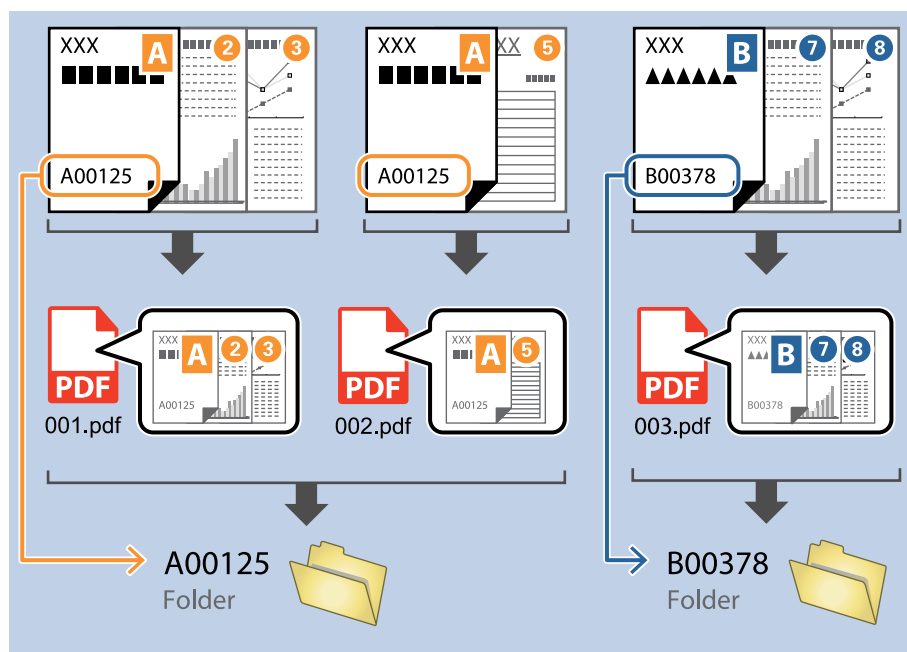 XXX A 2 3
A00125
XXX A XX 5
A00125
XXX B 7 8
B00378
PDF
001.pdf
XXX A 2 3
A00125
PDF
002.pdf
XXX A 5
A00125
PDF
003.pdf
XXX B 7 8
B00378
A00125
Folder
B00378
Folder